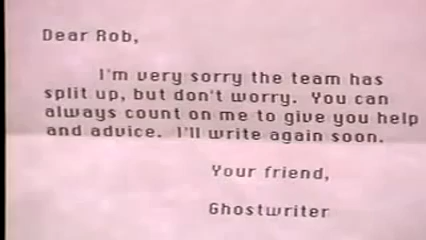 Dear Rob,
I'm very sorry the team has
split up, but don't worry. You can
always count on me to give you help
and advice. I'll write again soon.
Your friend,
Ghostwriter